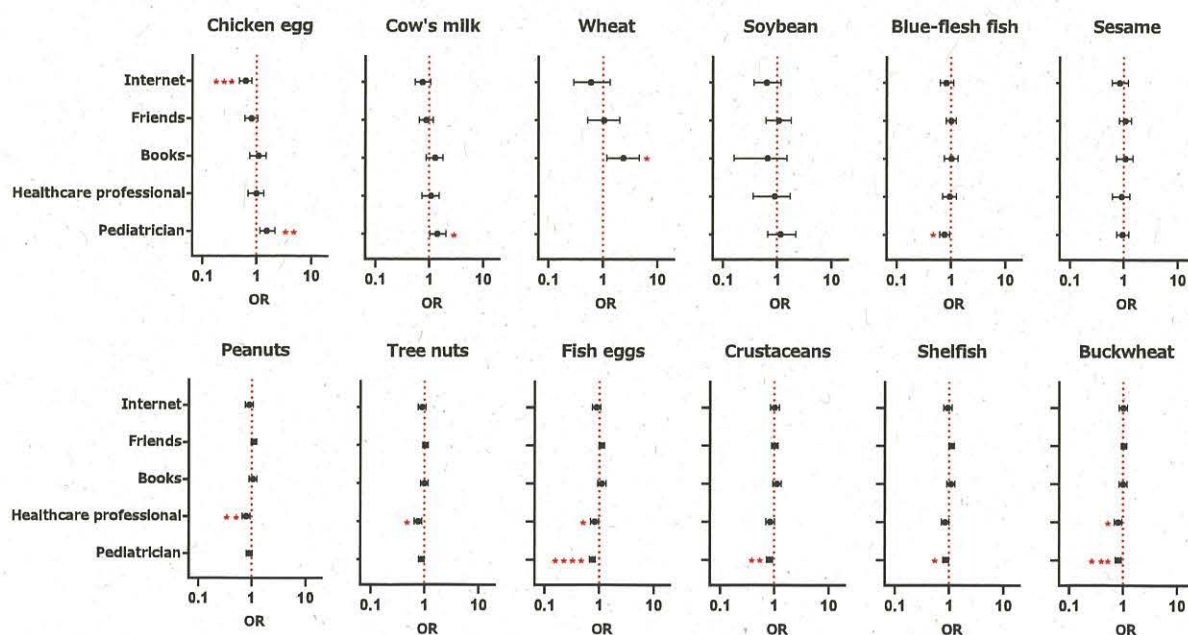 Chicken egg
Cow's milk
Wheat
Soybean
Blue-flesh fish
Sesame
Internet
***
Friends
Books
*
Healthcare professional
Pediatrician
**
*
*
0.1 1 10
0.1 1 10
0.1 1 10
0.1 1 10
0.1 1 10
0.1 1 10
OR
OR
OR
OR
OR
OR
Peanuts
Tree nuts
Fish eggs
Crustaceans
Shelfish
Buckwheat
Internet
Friends
Books
Healthcare professional
**
*
*
*
Pediatrician
****
**
*
***
0.1 1 10
0.1 1 10
0.1 1 10
0.1 1 10
0.1 1 10
0.1 1 10
OR
OR
OR
OR
OR
OR